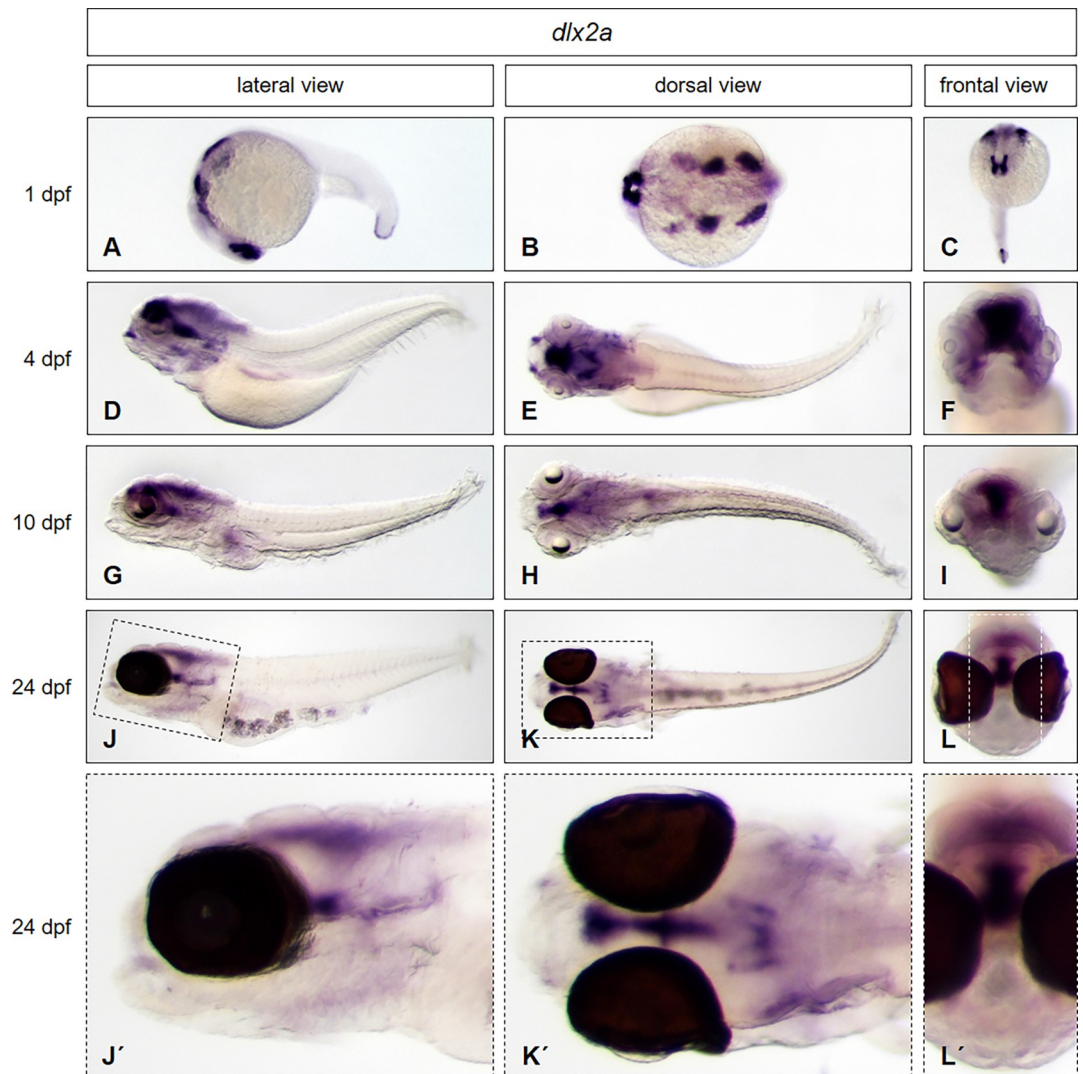 dlx2a
lateral view
dorsal view
frontal view
1 dpf
A
B
C
4 dpf
D
E
F
10 dpf
G
H
I
24 dpf
J
K
L
24 dpf
J´
K´
L´